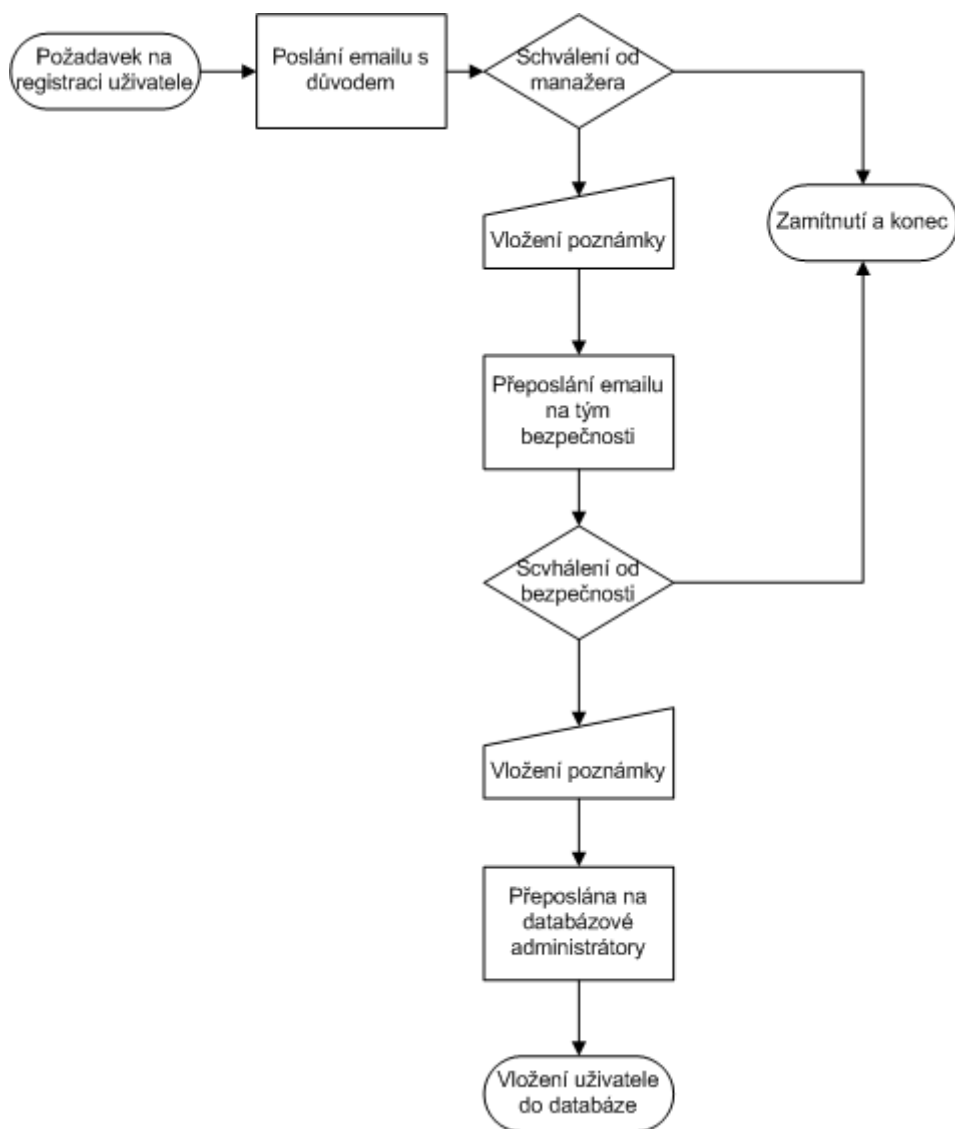 Požadavek na
registraci uživatele
Poslání emailu s
důvodem
Schválení od
manažera
Zamítnutí a konec
Vložení poznámky
Přeposlání emailu
na tým
bezpečnosti
Scvhálení od
bezpečnosti
Vložení poznámky
Přeposlána na
databázové
administrátory
Vložení uživatele
do databáze